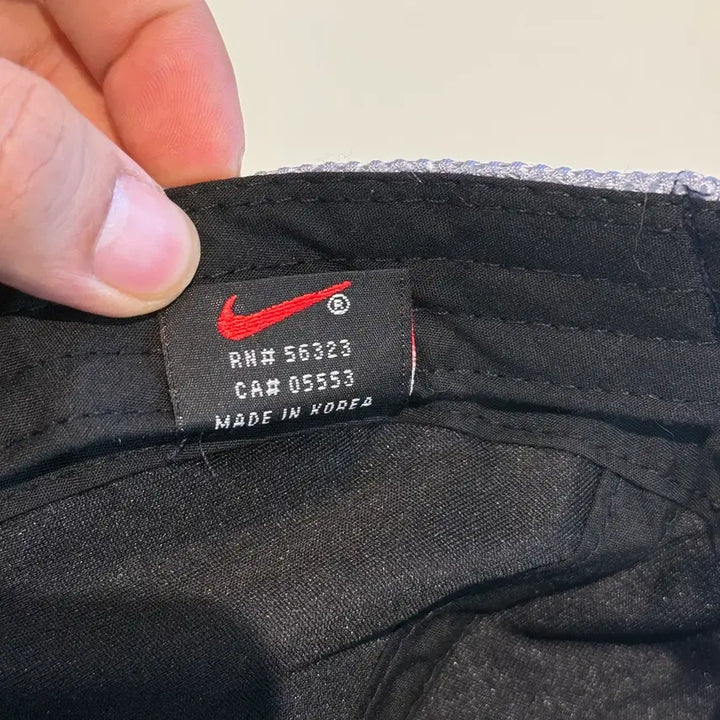 ®
RN# 56323
CA# 05553
MADE IN KOREA